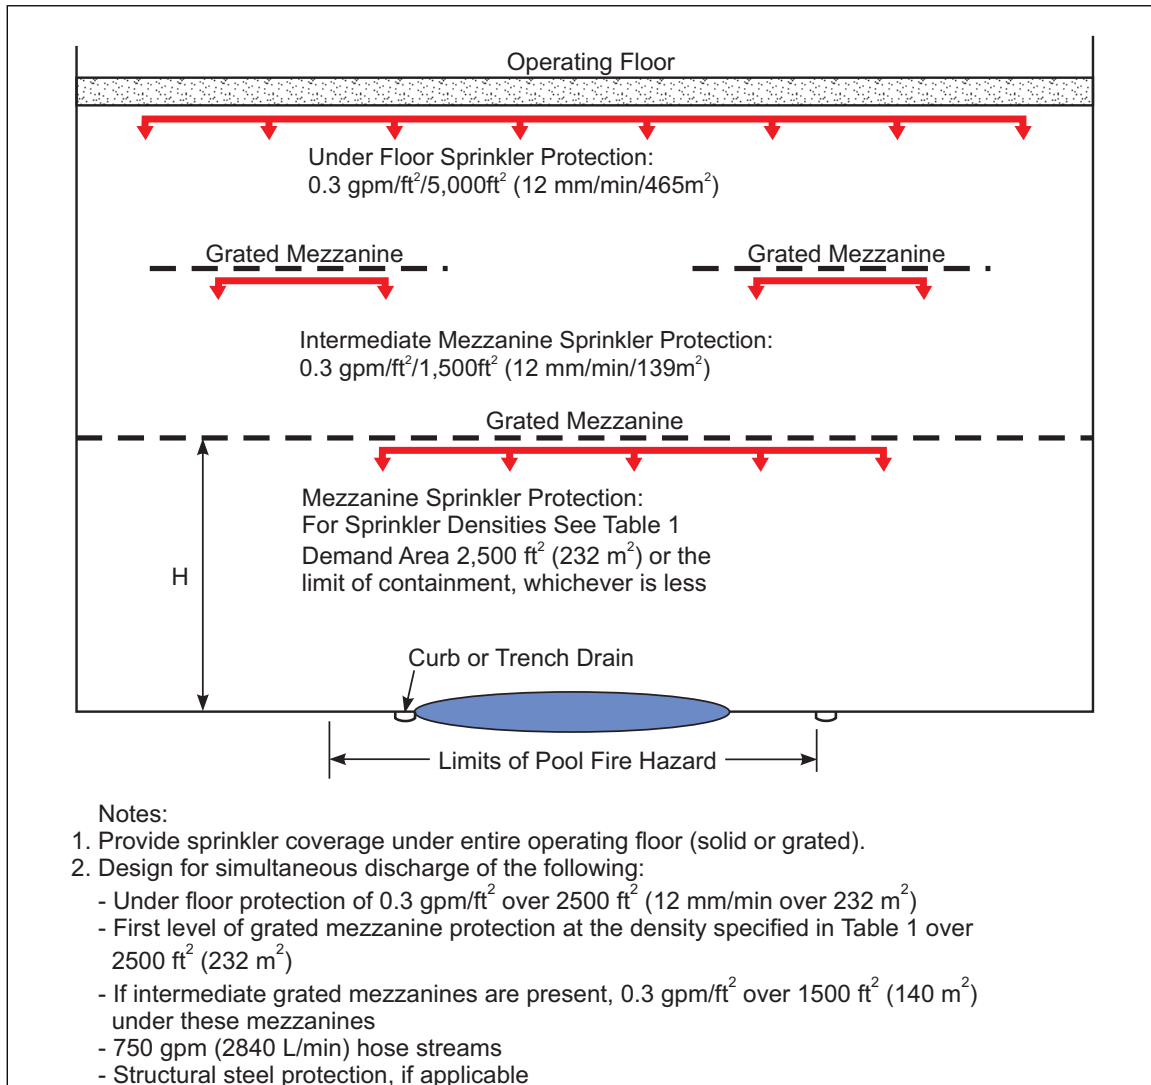 Operating Floor
Under Floor Sprinkler Protection:
0.3 gpm/ft²/5,000ft² (12 mm/min/465m²)
Grated Mezzanine
Grated Mezzanine
Intermediate Mezzanine Sprinkler Protection:
0.3 gpm/ft²/1,500ft² (12 mm/min/139m²)
Grated Mezzanine
Mezzanine Sprinkler Protection:
For Sprinkler Densities See Table 1
Demand Area 2,500 ft² (232 m²) or the
limit of containment, whichever is less
H
Curb or Trench Drain
Limits of Pool Fire Hazard
Notes:
1. Provide sprinkler coverage under entire operating floor (solid or grated).
2. Design for simultaneous discharge of the following:
- Under floor protection of 0.3 gpm/ft² over 2500 ft² (12 mm/min over 232 m²)
- First level of grated mezzanine protection at the density specified in Table 1 over
2500 ft² (232 m²)
- If intermediate grated mezzanines are present, 0.3 gpm/ft² over 1500 ft² (140 m²)
under these mezzanines
- 750 gpm (2840 L/min) hose streams
- Structural steel protection, if applicable